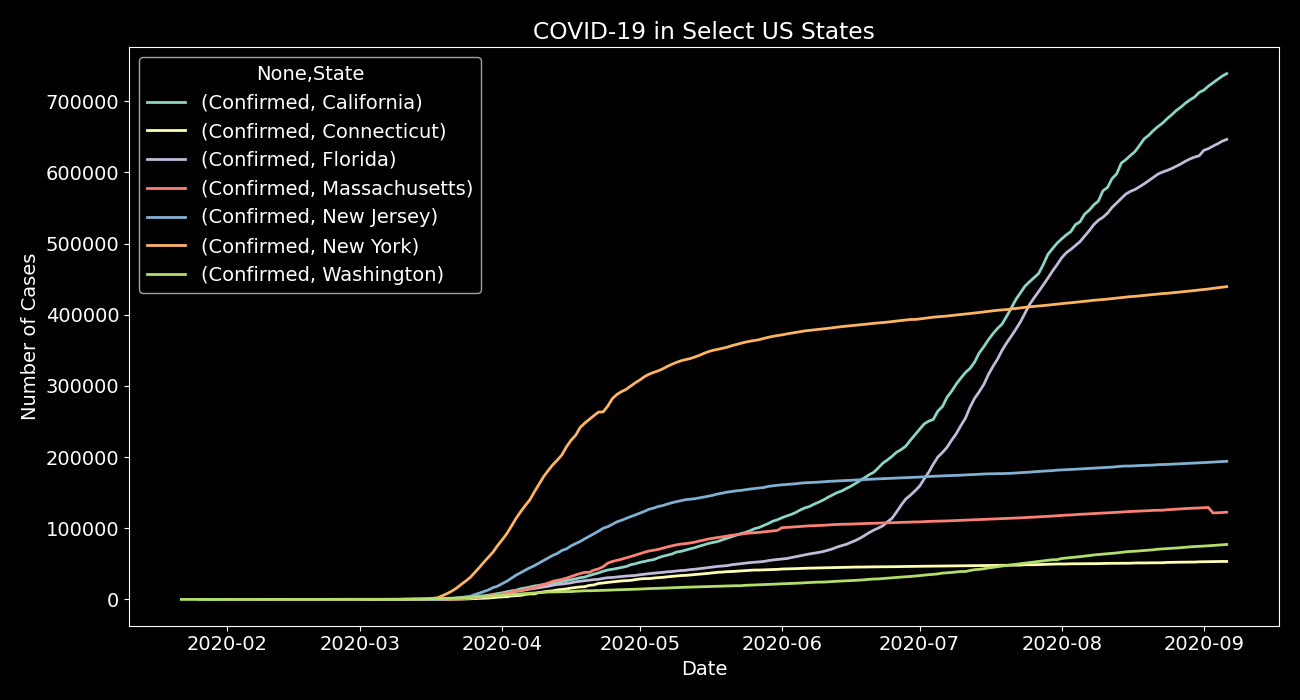 COVID-19 in Select US States
None,State
(Confirmed, California)
(Confirmed, Connecticut)
(Confirmed, Florida)
(Confirmed, Massachusetts)
(Confirmed, New Jersey)
(Confirmed, New York)
(Confirmed, Washington)
Number of Cases
700000
600000
500000
400000
300000
200000
100000
0
2020-02 2020-03 2020-04 2020-05 2020-06 2020-07 2020-08 2020-09
Date